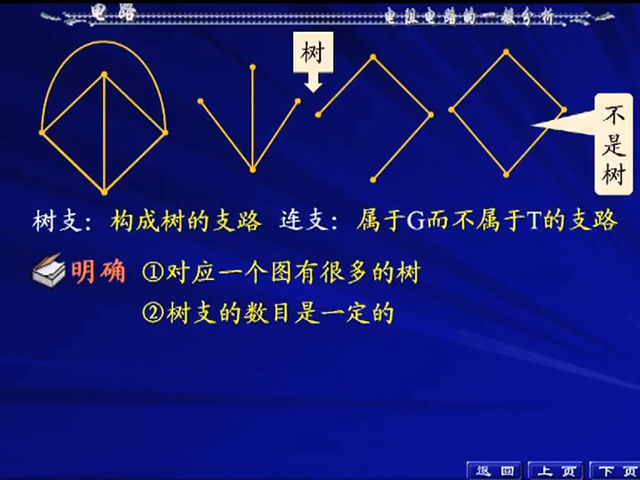 电路
电阻电路的一般分析
树
不是树
树支：构成树的支路 连支：属于G而不属于T的支路
明确 ①对应一个图有很多的树
②树支的数目是一定的
返回 上页 下页